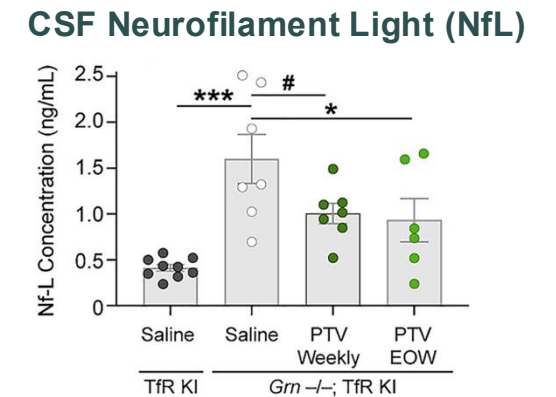 CSF Neurofilament Light (NfL)
Nf-L Concentration (ng/mL)
2.5
2.0
1.5
1.0
0.5
0
***
#
*
Saline Saline PTV Weekly PTV EOW
TfR KI Grn –/–; TfR KI